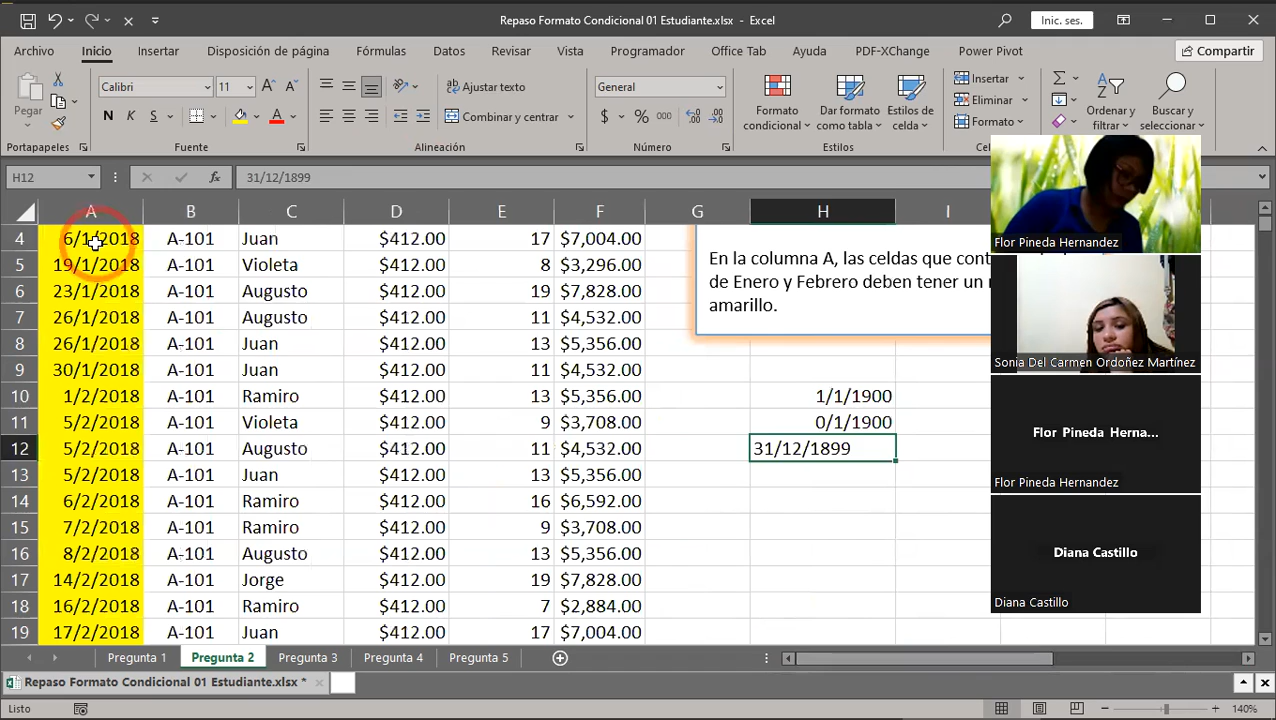 Repaso Formato Condicional 01 Estudiante.xlsx - Excel
Inic. ses.
Archivo Inicio Insertar Disposición de página Fórmulas Datos Revisar Vista Programador Office Tab Ayuda PDF-XChange Power Pivot Compartir
Pegar
Calibri 11
N K S
Ajustar texto
Combinar y centrar
General
$ % 000
Formato condicional
Dar formato como tabla
Estilos de celda
Insertar
Eliminar
Formato
Ordenar y filtrar
Buscar y seleccionar
Portapapeles Fuente Alineación Número Estilos
H12 fx 31/12/1899
A B C D E F G H I
4 6/1/2018 A-101 Juan $412.00 17 $7,004.00
5 19/1/2018 A-101 Violeta $412.00 8 $3,296.00
6 23/1/2018 A-101 Augusto $412.00 19 $7,828.00
7 26/1/2018 A-101 Augusto $412.00 11 $4,532.00
8 26/1/2018 A-101 Juan $412.00 13 $5,356.00
9 30/1/2018 A-101 Juan $412.00 11 $4,532.00
10 1/2/2018 A-101 Ramiro $412.00 13 $5,356.00 1/1/1900
11 5/2/2018 A-101 Violeta $412.00 9 $3,708.00 0/1/1900
12 5/2/2018 A-101 Augusto $412.00 11 $4,532.00 31/12/1899
13 5/2/2018 A-101 Juan $412.00 13 $5,356.00
14 6/2/2018 A-101 Ramiro $412.00 16 $6,592.00
15 7/2/2018 A-101 Ramiro $412.00 9 $3,708.00
16 8/2/2018 A-101 Augusto $412.00 13 $5,356.00
17 14/2/2018 A-101 Jorge $412.00 19 $7,828.00
18 16/2/2018 A-101 Ramiro $412.00 7 $2,884.00
19 17/2/2018 A-101 Juan $412.00 17 $7,004.00
En la columna A, las celdas que cont
de Enero y Febrero deben tener un
amarillo.
Flor Pineda Hernandez
Sonia Del Carmen Ordoñez Martínez
Flor Pineda Herna...
Flor Pineda Hernandez
Diana Castillo
Diana Castillo
Pregunta 1 Pregunta 2 Pregunta 3 Pregunta 4 Pregunta 5
Repaso Formato Condicional 01 Estudiante.xlsx *
Listo 140%